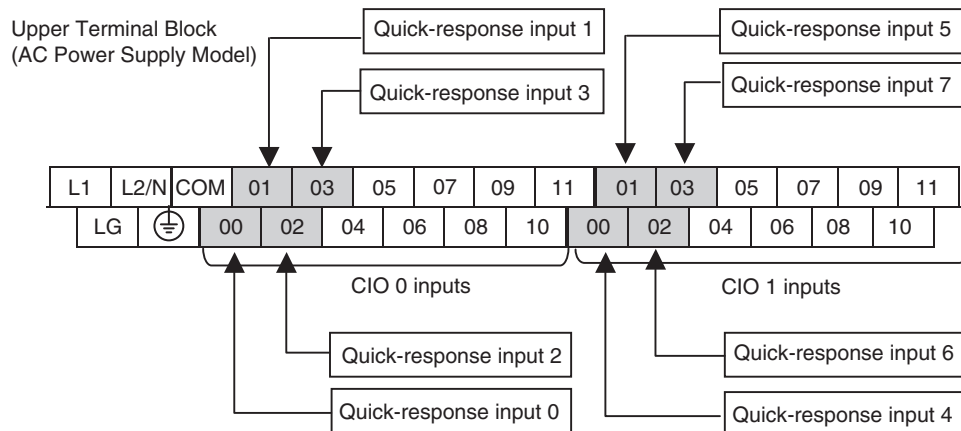 Upper Terminal Block
(AC Power Supply Model)
Quick-response input 1
Quick-response input 5
Quick-response input 3
Quick-response input 7
L1 L2/N COM 01 03 05 07 09 11 01 03 05 07 09 11
LG 00 02 04 06 08 10 00 02 04 06 08 10
CIO 0 inputs
CIO 1 inputs
Quick-response input 2
Quick-response input 6
Quick-response input 0
Quick-response input 4